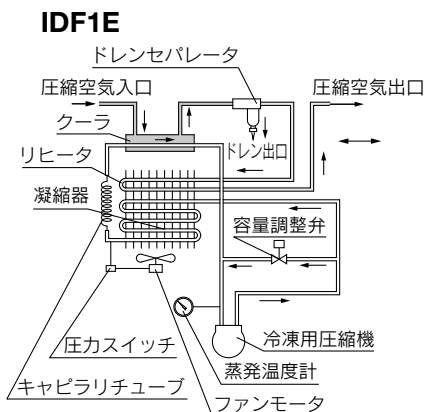 IDF1E
ドレンセパレータ
圧縮空気入口
圧縮空気出口
クーラ
ドレン出口
リヒータ
凝縮器
容量調整弁
冷凍用圧縮機
圧力スイッチ
蒸発温度計
キャピラリチューブ
ファンモータ